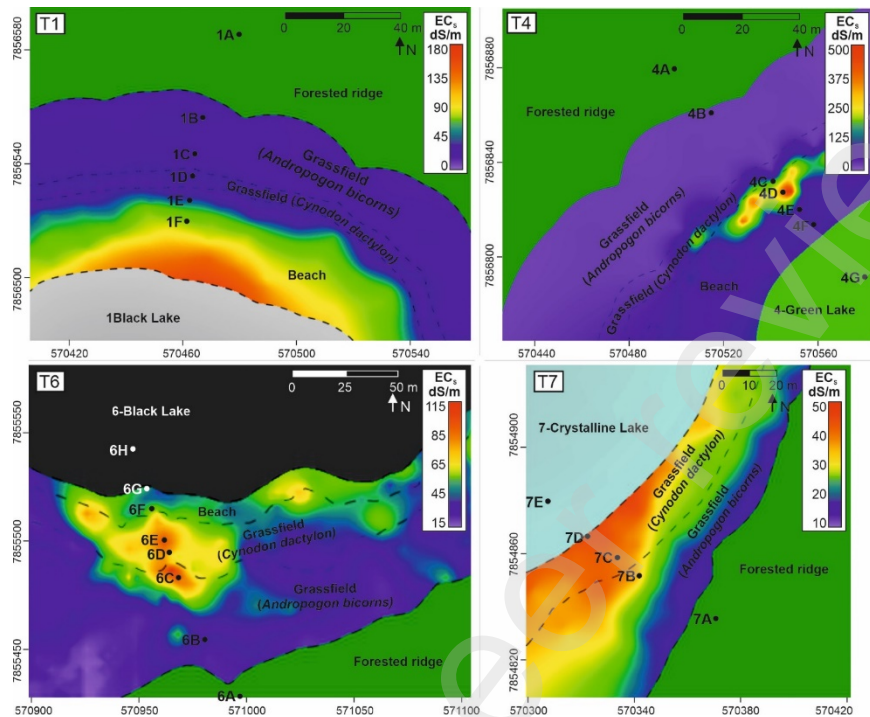 T1
0 20 40 m
N
ECs
dS/m
180
135
90
45
0
1A
Forested ridge
1B
1C
1D
1E
1F
Grassfield
(Andropogon bicorns)
Grassfield (Cynodon dactylon)
Beach
1Black Lake
7856580
7856540
7856500
570420 570460 570500 570540
T4
0 20 40 m
N
ECs
dS/m
500
375
250
125
0
4A
Forested ridge
4B
4C
4D
4E
4F
4G
Grassfield
(Andropogon bicorns)
Grassfield (Cynodon dactylon)
Beach
4-Green Lake
7856880
7856840
7856800
570440 570480 570520 570560
T6
0 25 50 m
N
ECs
dS/m
115
85
65
45
15
6-Black Lake
6H
6G
6F
6E
6D
6C
6B
6A
Beach
Grassfield
(Cynodon dactylon)
Grassfield
(Andropogon bicorns)
Forested ridge
7855550
7855500
7855450
570900 570950 571000 571050 571100
T7
0 10 20 m
N
ECs
dS/m
50
40
30
20
10
7-Crystalline Lake
7E
7D
7C
7B
7A
Grassfield
(Cynodon dactylon)
Grassfield
(Andropogon bicorns)
Forested ridge
7854900
7854860
7854820
570300 570340 570380 570420
eer review